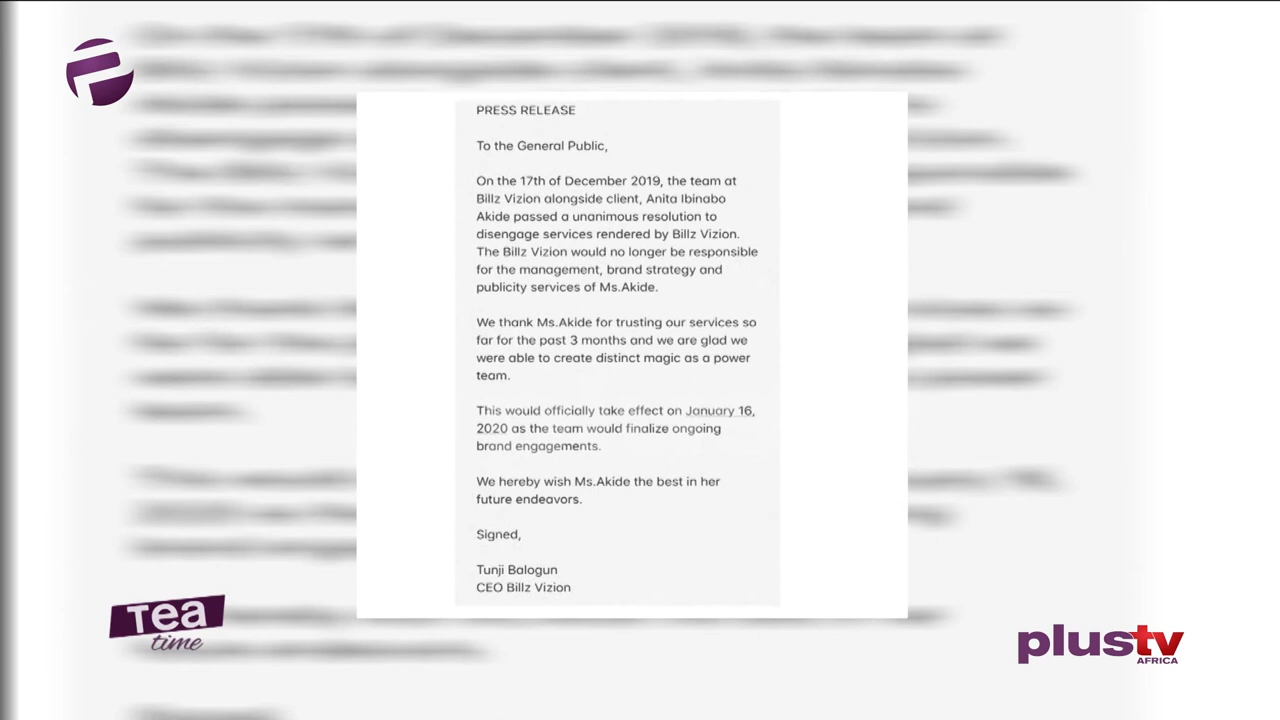 PRESS RELEASE
To the General Public,
On the 17th of December 2019, the team at
Billz Vizion alongside client, Anita Ibinabo
Akide passed a unanimous resolution to
disengage services rendered by Billz Vizion.
The Billz Vizion would no longer be responsible
for the management, brand strategy and
publicity services of Ms.Akide.
We thank Ms.Akide for trusting our services so
far for the past 3 months and we are glad we
were able to create distinct magic as a power
team.
This would officially take effect on January 16,
2020 as the team would finalize ongoing
brand engagements.
We hereby wish Ms.Akide the best in her
future endeavors.
Signed,
Tunji Balogun
CEO Billz Vizion
Tea
time
plustv
AFRICA